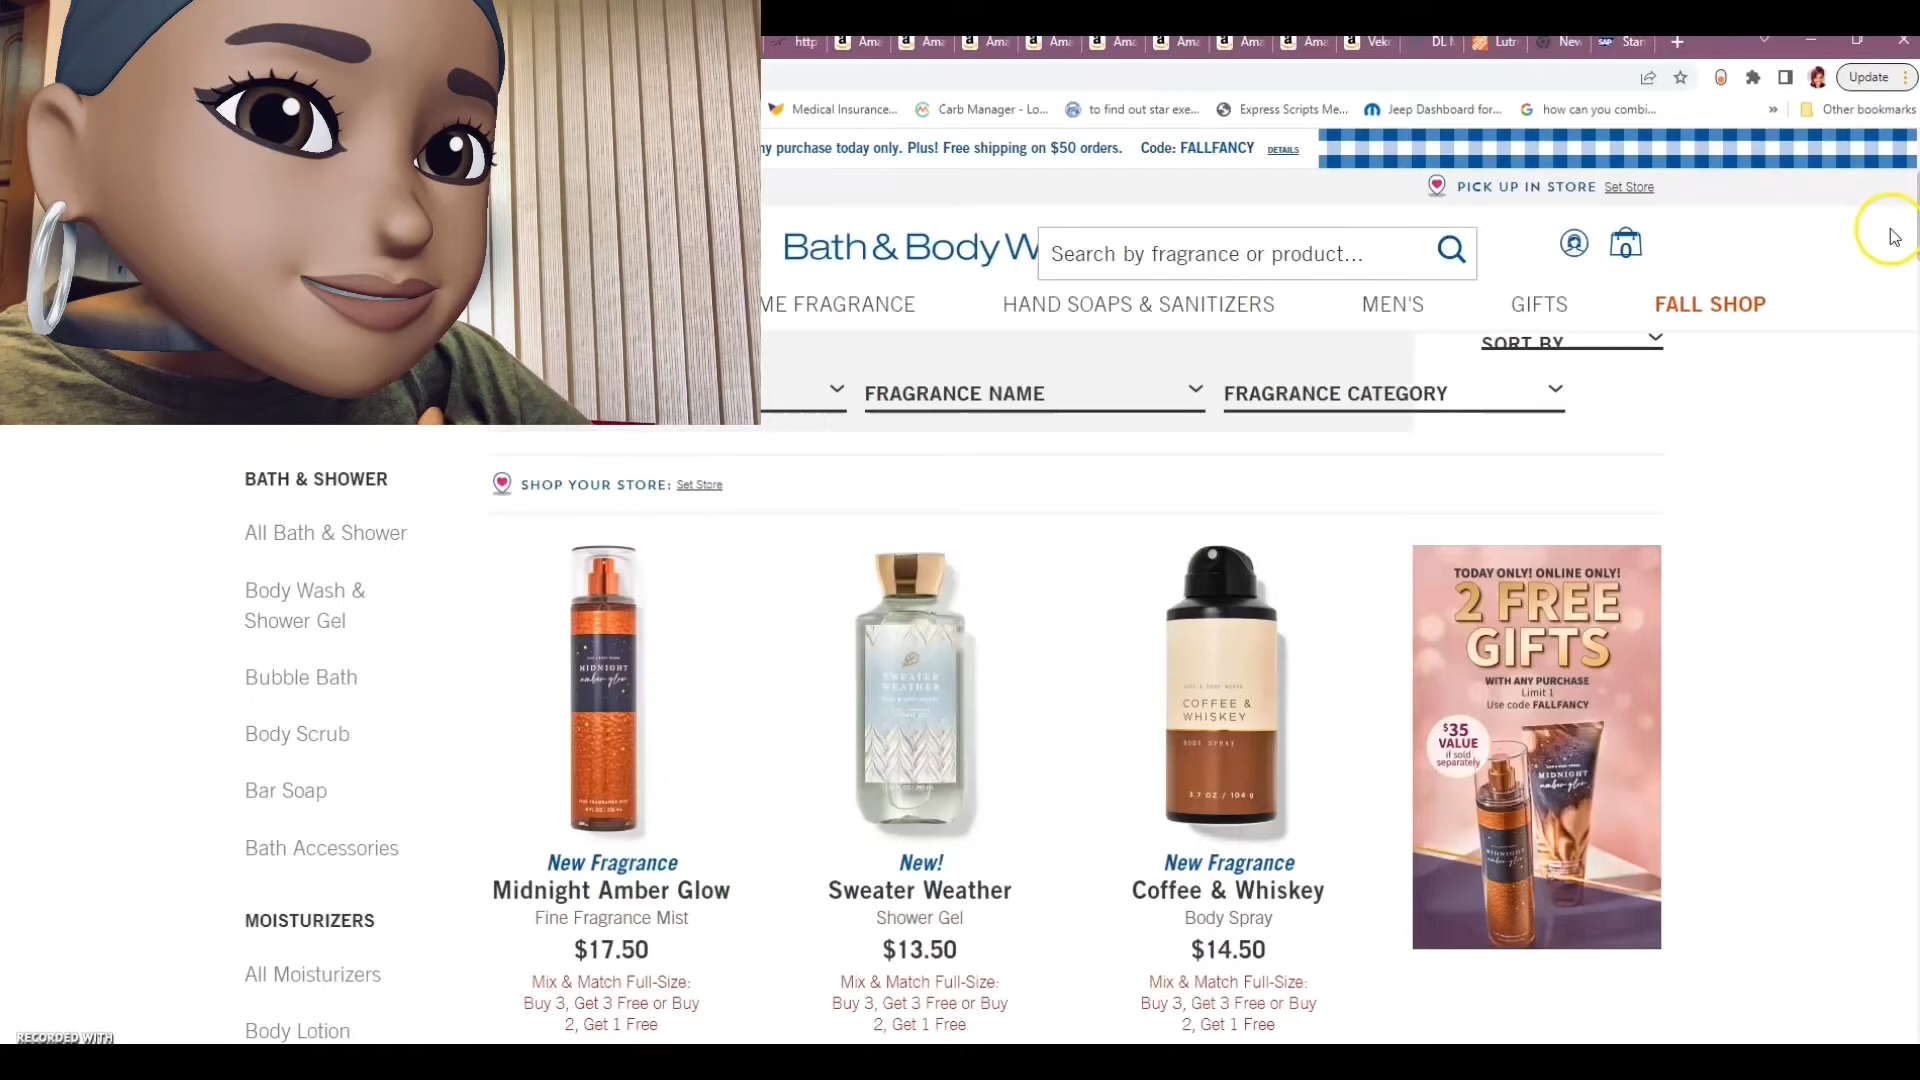 http
Ama
Ama
Ama
Ama
Ama
Ama
Ama
Ama
Veke
DL
Lutr
New
Star
Update
Medical Insurance...
Carb Manager - Lo...
to find out star exe...
Express Scripts Me...
Jeep Dashboard for...
how can you combi...
»
Other bookmarks
ny purchase today only. Plus! Free shipping on $50 orders. Code: FALLFANCY DETAILS
PICK UP IN STORE Set Store
Bath & Body W
Search by fragrance or product...
0
ME FRAGRANCE
HAND SOAPS & SANITIZERS
MEN'S
GIFTS
FALL SHOP
SORT BY
FRAGRANCE NAME
FRAGRANCE CATEGORY
SHOP YOUR STORE: Set Store
BATH & SHOWER
All Bath & Shower
Body Wash &
Shower Gel
Bubble Bath
Body Scrub
Bar Soap
Bath Accessories
MOISTURIZERS
All Moisturizers
Body Lotion
MIDNIGHT
amber glow
New Fragrance
Midnight Amber Glow
Fine Fragrance Mist
$17.50
Mix & Match Full-Size:
Buy 3, Get 3 Free or Buy
2, Get 1 Free
SWEATER
WEATHER
New!
Sweater Weather
Shower Gel
$13.50
Mix & Match Full-Size:
Buy 3, Get 3 Free or Buy
2, Get 1 Free
COFFEE &
WHISKEY
BODY SPRAY
3.7 OZ / 104 g
New Fragrance
Coffee & Whiskey
Body Spray
$14.50
Mix & Match Full-Size:
Buy 3, Get 3 Free or Buy
2, Get 1 Free
TODAY ONLY! ONLINE ONLY!
2 FREE
GIFTS
WITH ANY PURCHASE
Limit 1
Use code FALLFANCY
$35
VALUE
if sold
separately
MIDNIGHT
amber glow
MIDNIGHT
amber glow
RECORDED WITH